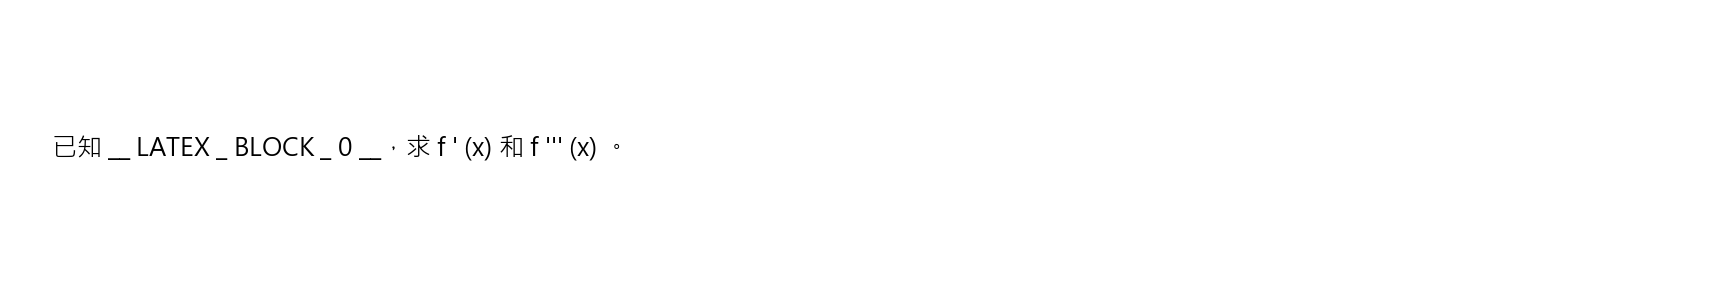 已知 __ LATEX _ BLOCK _ 0 __，求 f ' (x) 和 f ''' (x) 。